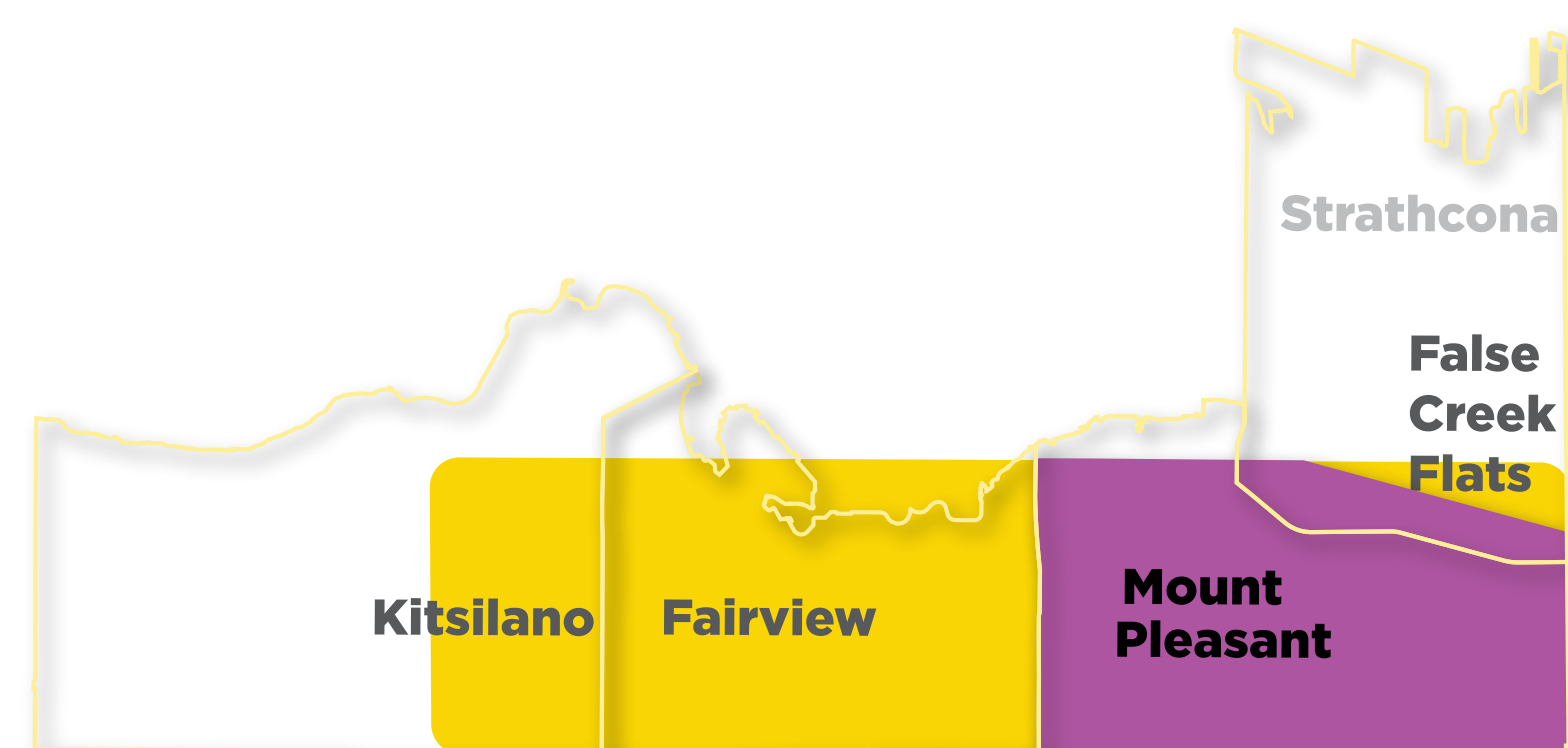 Strathcona
False
Creek
Flats
Kitsilano
Fairview
Mount
Pleasant